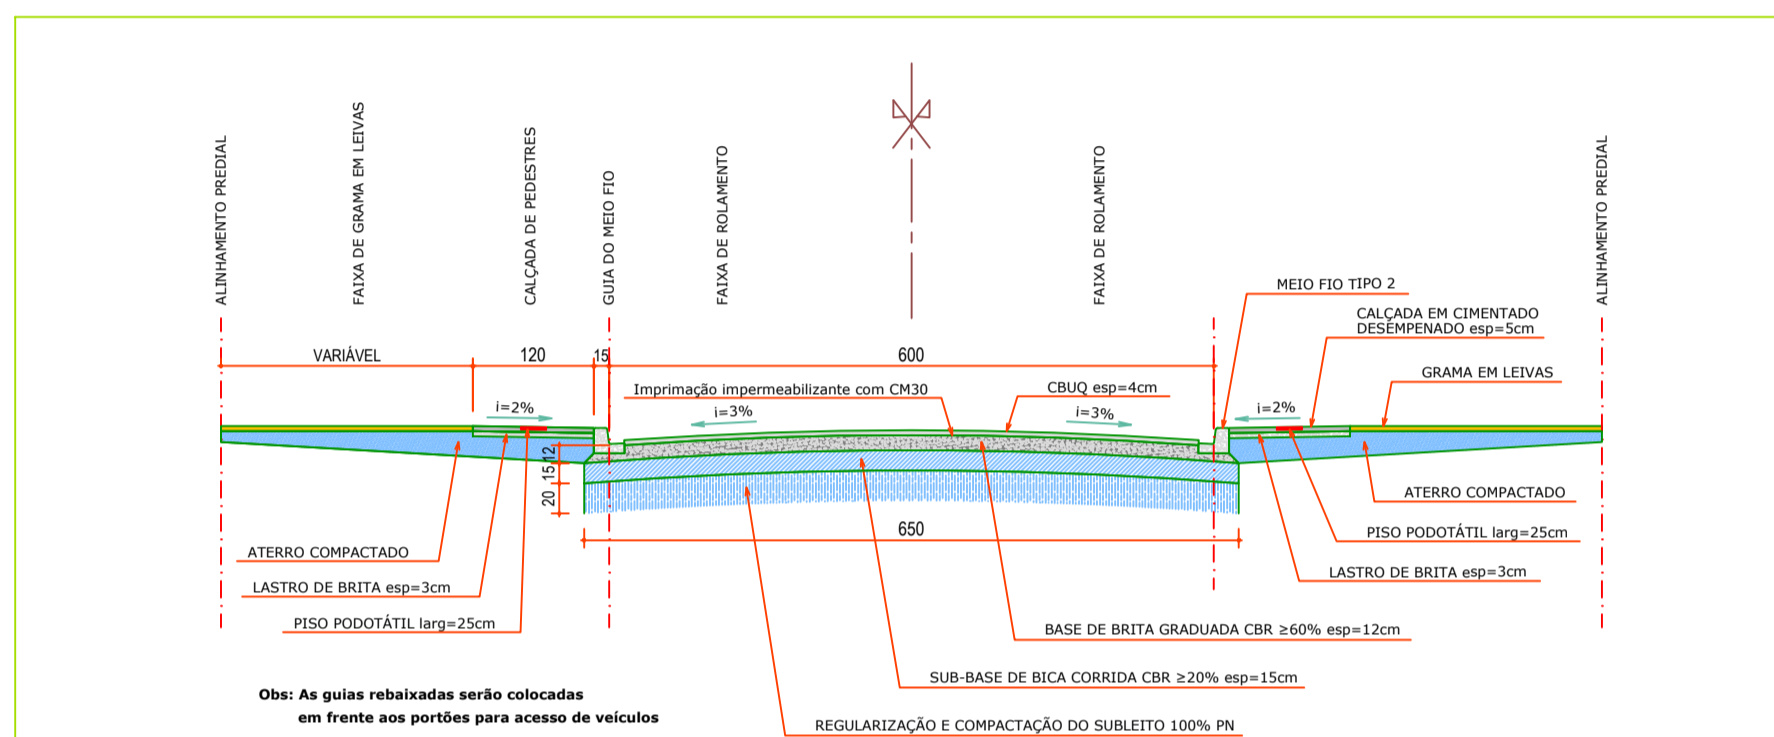 ALINHAMENTO PREDIAL
FAIXA DE GRAMA EM LEIVAS
CALÇADA DE PEDESTRES
GUIA DO MEIO FIO
FAIXA DE ROLAMENTO
FAIXA DE ROLAMENTO
ALINHAMENTO PREDIAL
MEIO FIO TIPO 2
CALÇADA EM CIMENTADO
DESEMPENADO esp=5cm
VARIÁVEL
120
15
600
GRAMA EM LEIVAS
Imprimação impermeabilizante com CM30
CBUQ esp=4cm
i=2%
i=3%
i=3%
i=2%
12
15
20
ATERRO COMPACTADO
650
PISO PODOTÁTIL larg=25cm
ATERRO COMPACTADO
LASTRO DE BRITA esp=3cm
LASTRO DE BRITA esp=3cm
PISO PODOTÁTIL larg=25cm
BASE DE BRITA GRADUADA CBR ≥60% esp=12cm
SUB-BASE DE BICA CORRIDA CBR ≥20% esp=15cm
Obs: As guias rebaixadas serão colocadas
em frente aos portões para acesso de veículos
REGULARIZAÇÃO E COMPACTAÇÃO DO SUBLEITO 100% PN